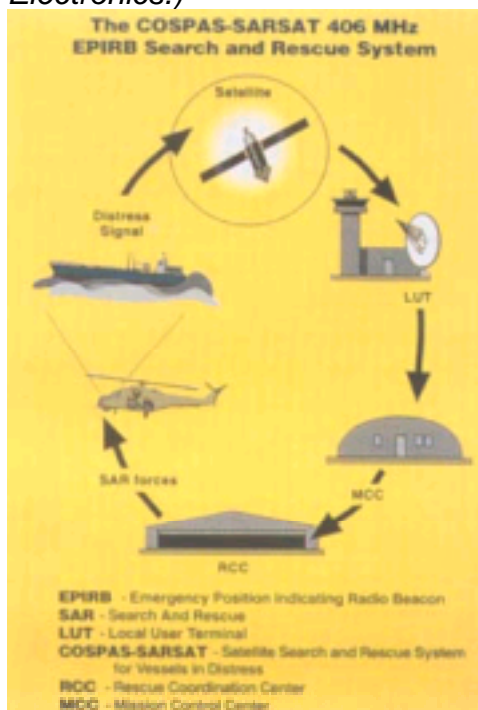 Electronics.)
The COSPAS-SARSAT 406 MHz
EPIRB Search and Rescue System
Satellite
Distress
Signal
LUT
MCC
SAR forces
RCC
EPIRB - Emergency Position Indicating Radio Beacon
SAR - Search And Rescue
LUT - Local User Terminal
COSPAS-SARSAT - Satellite Search and Rescue System
for Vessels in Distress
RCC - Rescue Coordination Center
MCC - Mission Control Center